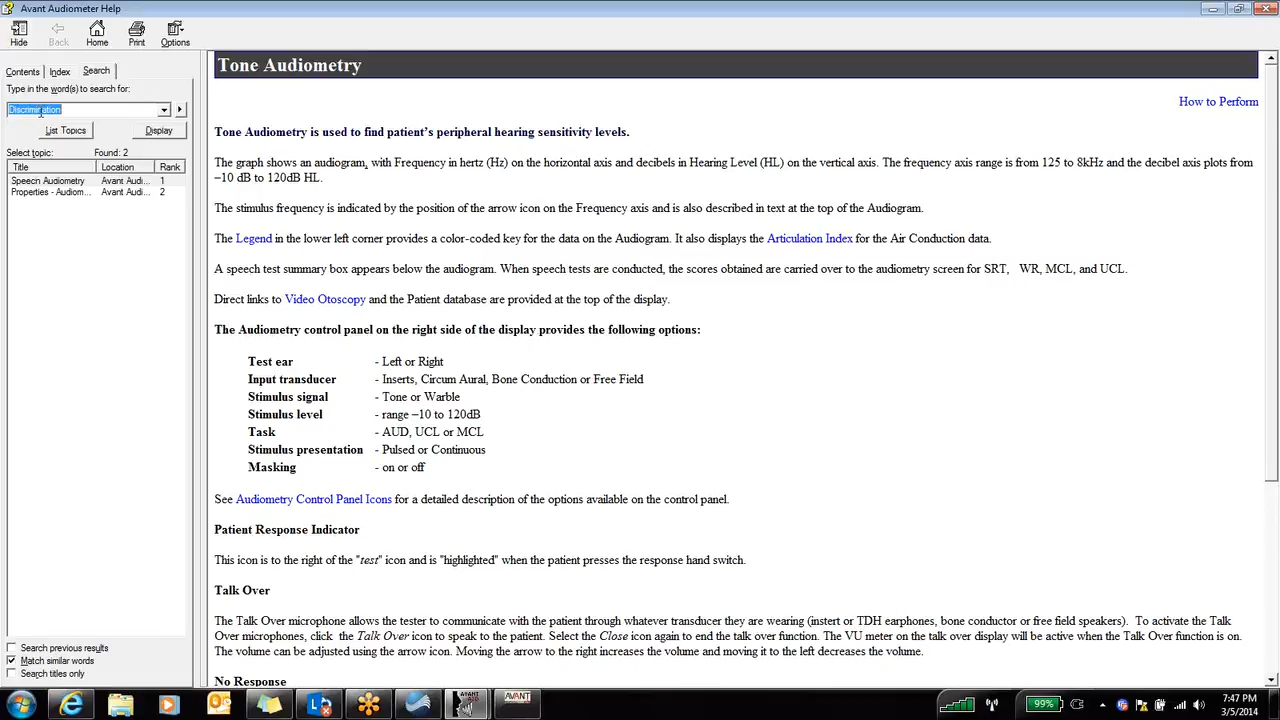 Avant Audiometer Help
Hide
Back
Home
Print
Options
Contents
Index
Search
Type in the word(s) to search for:
Discrimination
List Topics
Display
Select topic:
Found: 2
Title Location Rank
Speech Audiometry Avant Audi... 1
Properties - Audiom... Avant Audi... 2
Search previous results
Match similar words
Search titles only
Tone Audiometry
How to Perform
Tone Audiometry is used to find patient's peripheral hearing sensitivity levels.
The graph shows an audiogram, with Frequency in hertz (Hz) on the horizontal axis and decibels in Hearing Level (HL) on the vertical axis. The frequency axis range is from 125 to 8kHz and the decibel axis plots from
–10 dB to 120dB HL.
The stimulus frequency is indicated by the position of the arrow icon on the Frequency axis and is also described in text at the top of the Audiogram.
The Legend in the lower left corner provides a color-coded key for the data on the Audiogram. It also displays the Articulation Index for the Air Conduction data.
A speech test summary box appears below the audiogram. When speech tests are conducted, the scores obtained are carried over to the audiometry screen for SRT, WR, MCL, and UCL.
Direct links to Video Otoscopy and the Patient database are provided at the top of the display.
The Audiometry control panel on the right side of the display provides the following options:
Test ear - Left or Right
Input transducer - Inserts, Circum Aural, Bone Conduction or Free Field
Stimulus signal - Tone or Warble
Stimulus level - range –10 to 120dB
Task - AUD, UCL or MCL
Stimulus presentation - Pulsed or Continuous
Masking - on or off
See Audiometry Control Panel Icons for a detailed description of the options available on the control panel.
Patient Response Indicator
This icon is to the right of the "test" icon and is "highlighted" when the patient presses the response hand switch.
Talk Over
The Talk Over microphone allows the tester to communicate with the patient through whatever transducer they are wearing (instert or TDH earphones, bone conductor or free field speakers). To activate the Talk
Over microphones, click the Talk Over icon to speak to the patient. Select the Close icon again to end the talk over function. The VU meter on the talk over display will be active when the Talk Over function is on.
The volume can be adjusted using the arrow icon. Moving the arrow to the right increases the volume and moving it to the left decreases the volume.
No Response
AVANT
99%
7:47 PM
3/5/2014